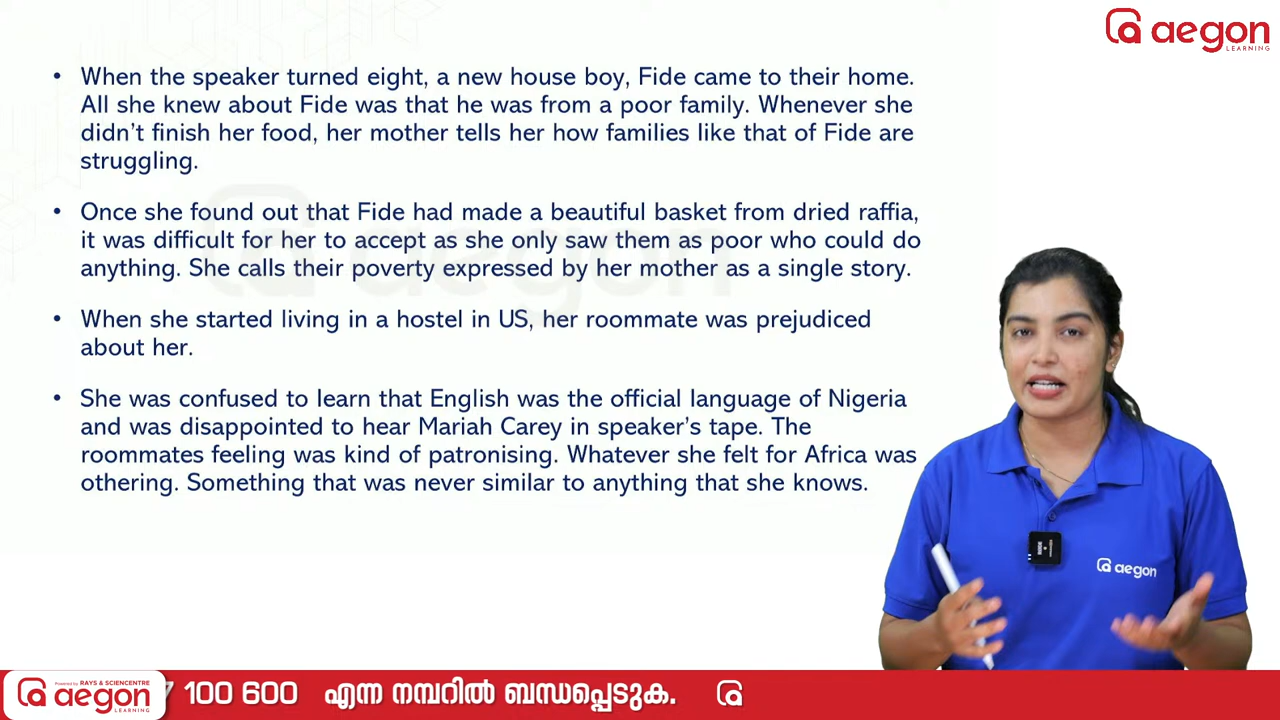 aegon
LEARNING
• When the speaker turned eight, a new house boy, Fide came to their home.
All she knew about Fide was that he was from a poor family. Whenever she
didn't finish her food, her mother tells her how families like that of Fide are
struggling.
• Once she found out that Fide had made a beautiful basket from dried raffia,
it was difficult for her to accept as she only saw them as poor who could do
anything. She calls their poverty expressed by her mother as a single story.
• When she started living in a hostel in US, her roommate was prejudiced
about her.
• She was confused to learn that English was the official language of Nigeria
and was disappointed to hear Mariah Carey in speaker's tape. The
roommates feeling was kind of patronising. Whatever she felt for Africa was
othering. Something that was never similar to anything that she knows.
aegon
aegon
Powered by RAYS & SCIENCENTRE
aegon
LEARNING
7 100 600 എന്ന നമ്പറിൽ ബന്ധപ്പെടുക.